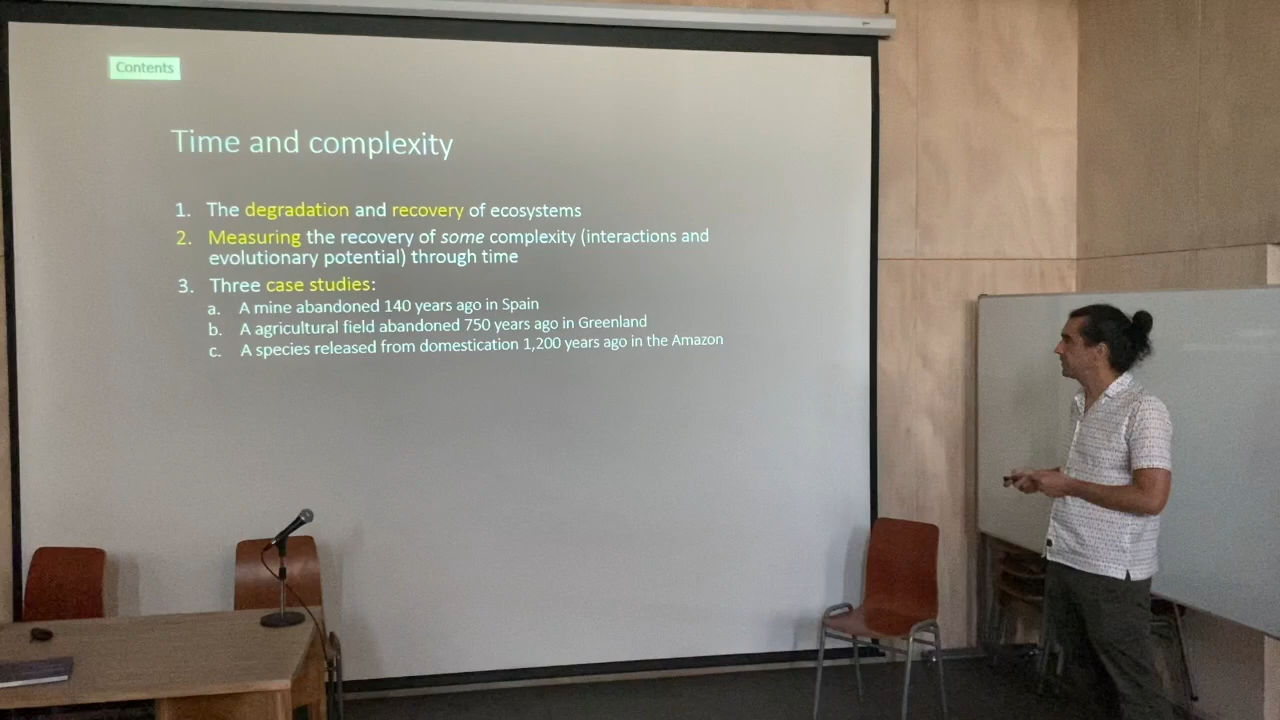 Contents
Time and complexity
1. The degradation and recovery of ecosystems
2. Measuring the recovery of some complexity (interactions and
evolutionary potential) through time
3. Three case studies:
a. A mine abandoned 140 years ago in Spain
b. A agricultural field abandoned 750 years ago in Greenland
c. A species released from domestication 1,200 years ago in the Amazon